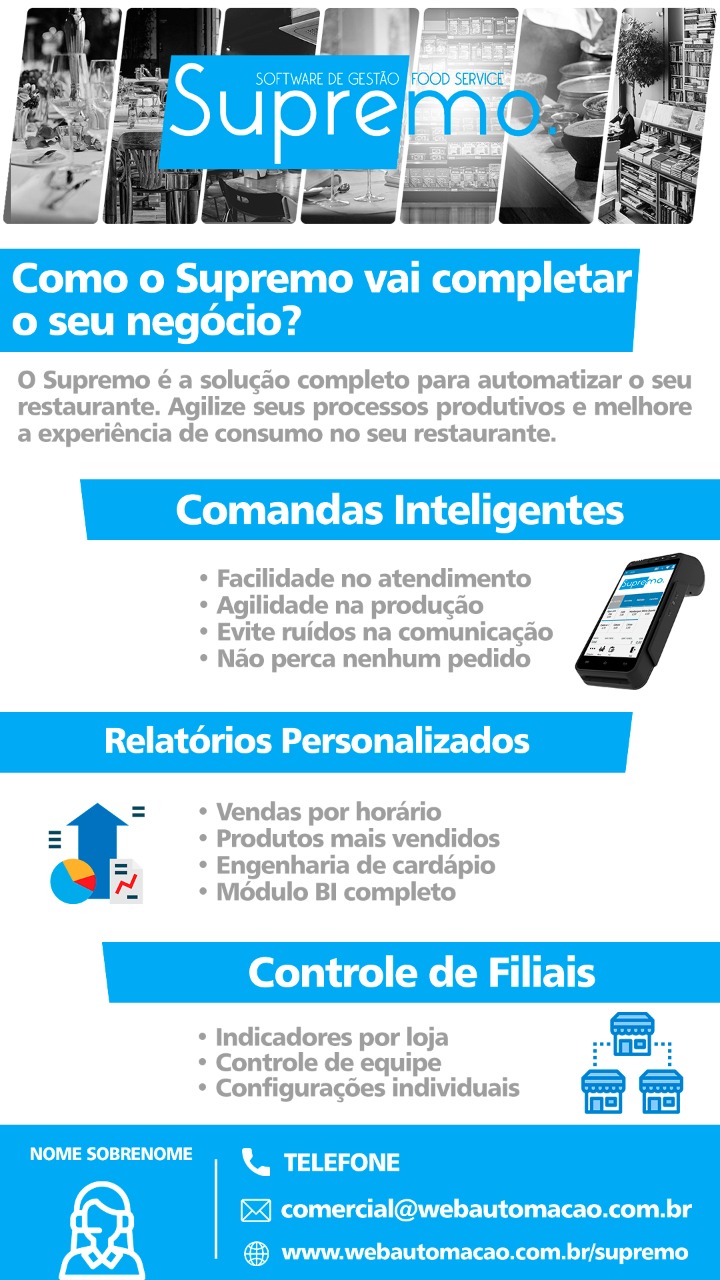 SOFTWARE DE GESTÃO FOOD SERVICE
Supremo.
Como o Supremo vai completar
o seu negócio?
O Supremo é a solução completo para automatizar o seu
restaurante. Agilize seus processos produtivos e melhore
a experiência de consumo no seu restaurante.
Comandas Inteligentes
• Facilidade no atendimento
• Agilidade na produção
• Evite ruídos na comunicação
• Não perca nenhum pedido
Supremo.
Relatórios Personalizados
• Vendas por horário
• Produtos mais vendidos
• Engenharia de cardápio
• Módulo BI completo
Controle de Filiais
• Indicadores por loja
• Controle de equipe
• Configurações individuais
NOME SOBRENOME
TELEFONE
comercial@webautomacao.com.br
www.webautomacao.com.br/supremo